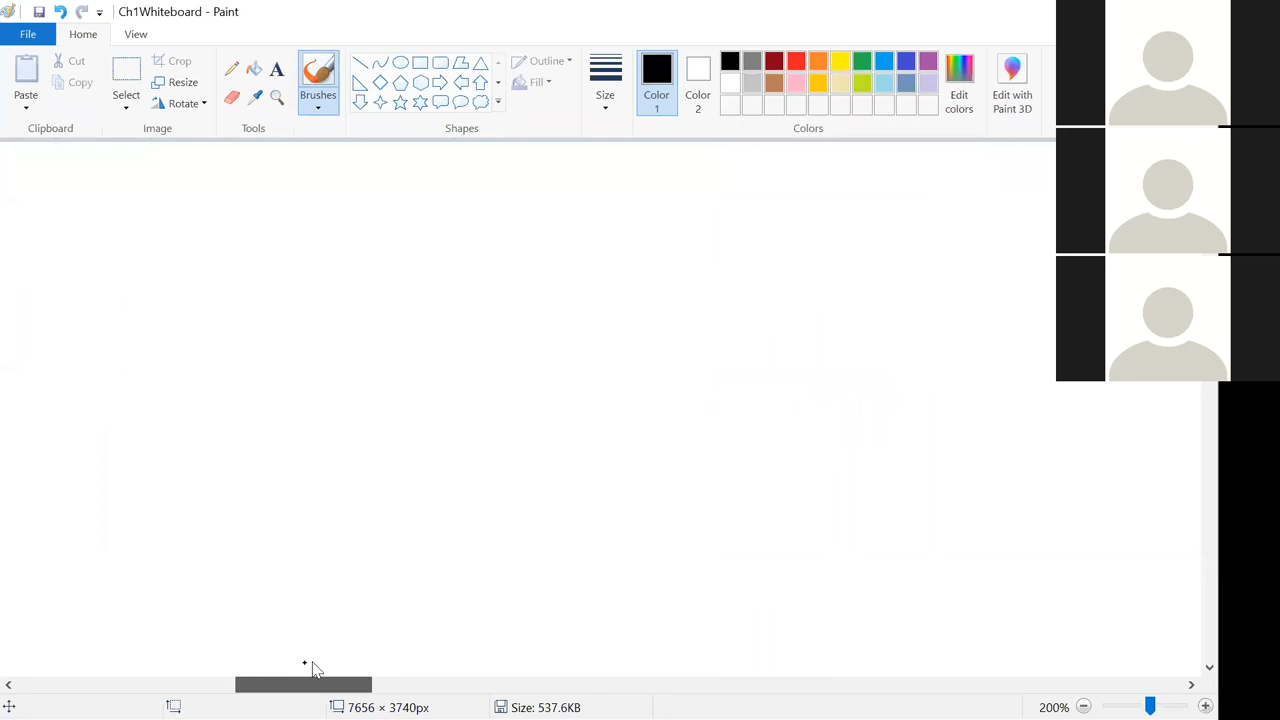 Ch1Whiteboard - Paint
File Home View
Paste
Cut
Copy
Clipboard
Select
Crop
Resize
Rotate
Image
A
Tools
Brushes
Shapes
Outline
Fill
Size
Color 1
Color 2
Colors
Edit colors
Edit with Paint 3D
7656 × 3740px
Size: 537.6KB
200%